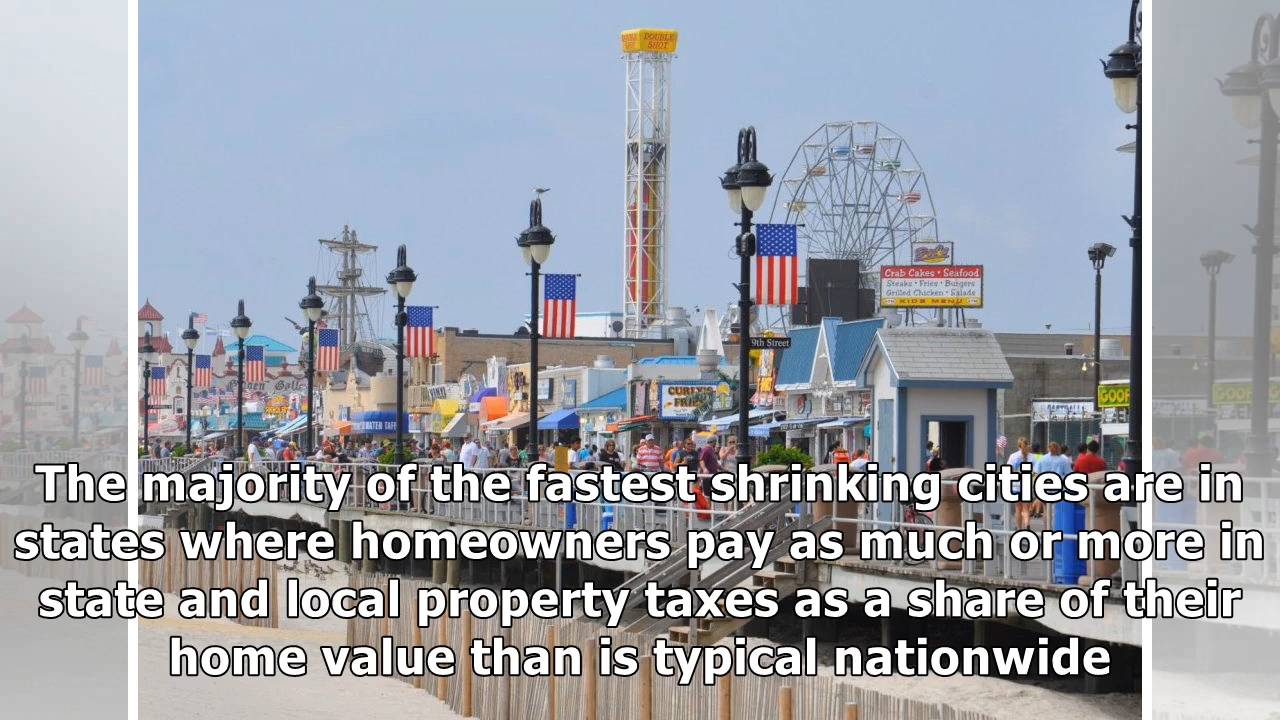 DOUBLE SHOT
DOUBLE SHOT
Crab Cakes • Seafood
Steaks • Fries • Burgers
Grilled Chicken • Salads
KIDS MENU
9th Street
The majority of the fastest shrinking cities are in
states where homeowners pay as much or more in
state and local property taxes as a share of their
home value than is typical nationwide